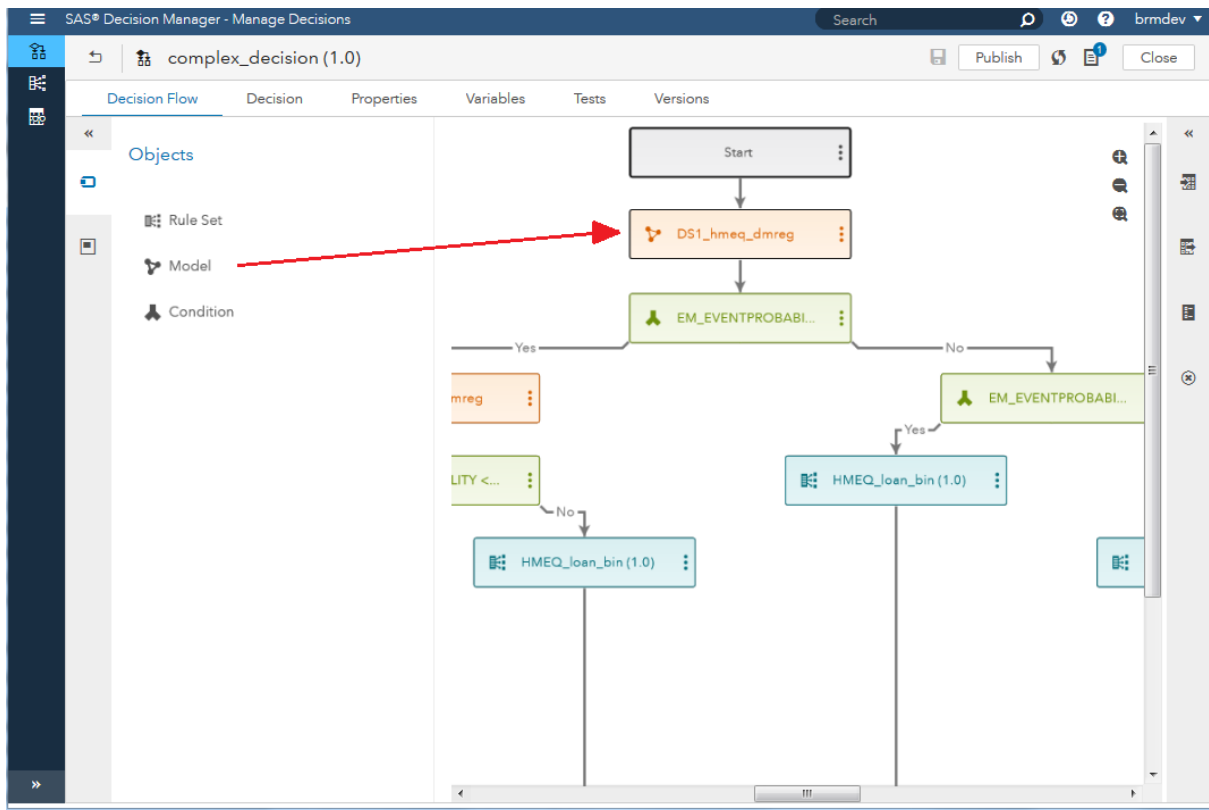 SAS® Decision Manager - Manage Decisions
Search
brmdev
complex_decision (1.0)
Publish
1
Close
Decision Flow
Decision
Properties
Variables
Tests
Versions
Objects
Rule Set
Model
Condition
Start
DS1_hmeq_dmreg
EM_EVENTPROBABI...
Yes
No
mreg
EM_EVENTPROBABI...
Yes
LITY <...
HMEQ_loan_bin (1.0)
No
HMEQ_loan_bin (1.0)